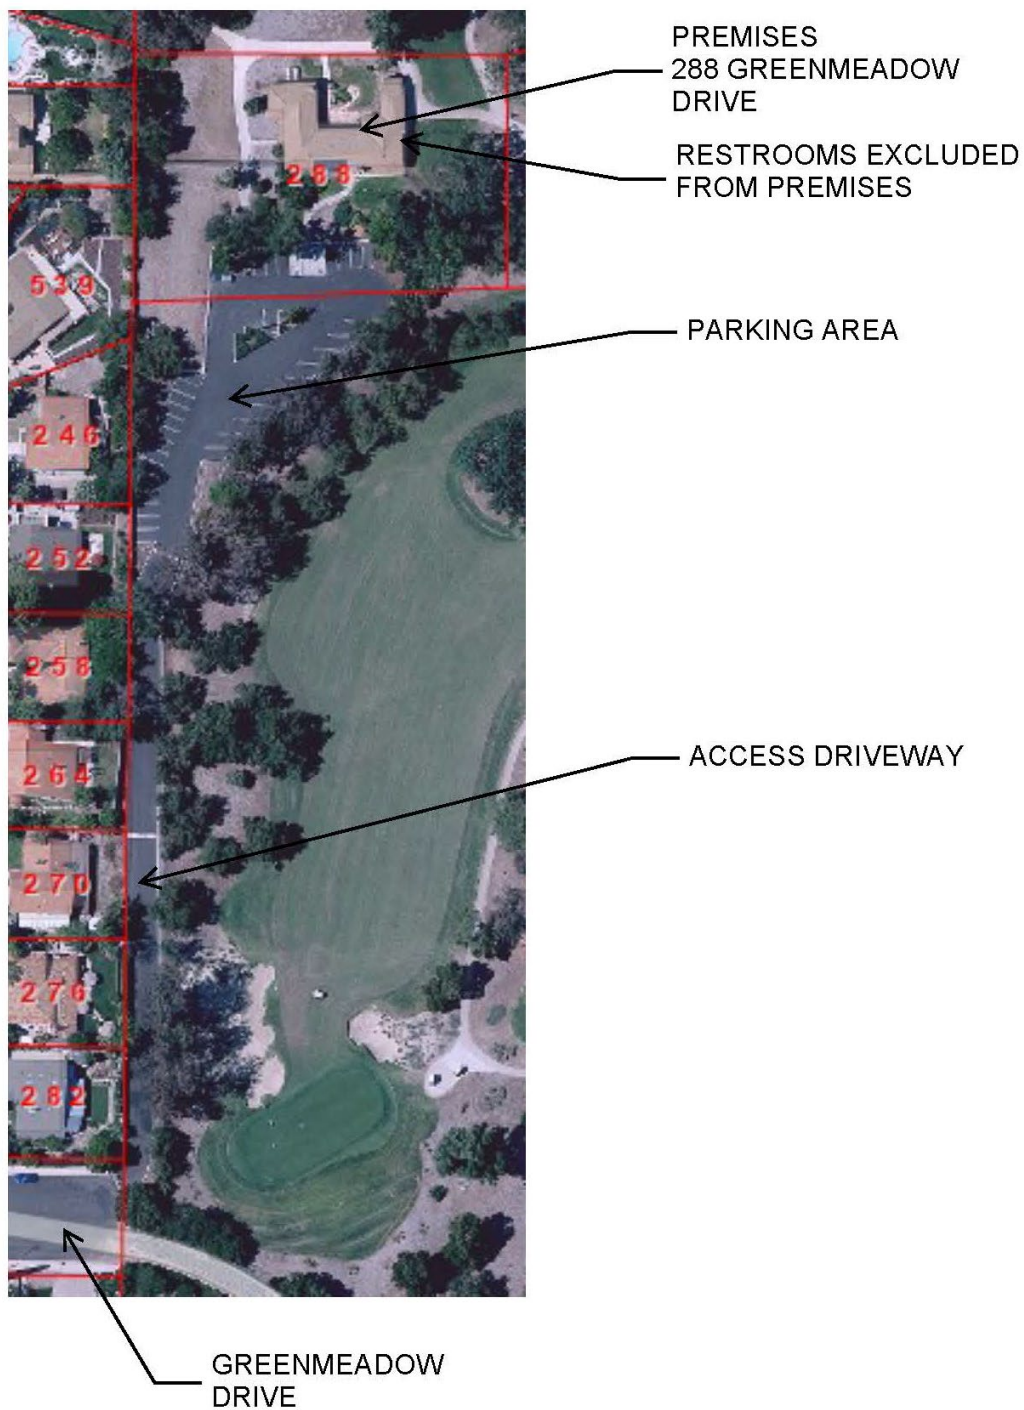 PREMISES
288 GREENMEADOW
DRIVE
RESTROOMS EXCLUDED
FROM PREMISES
288
539
PARKING AREA
246
252
258
264
ACCESS DRIVEWAY
270
276
282
GREENMEADOW
DRIVE